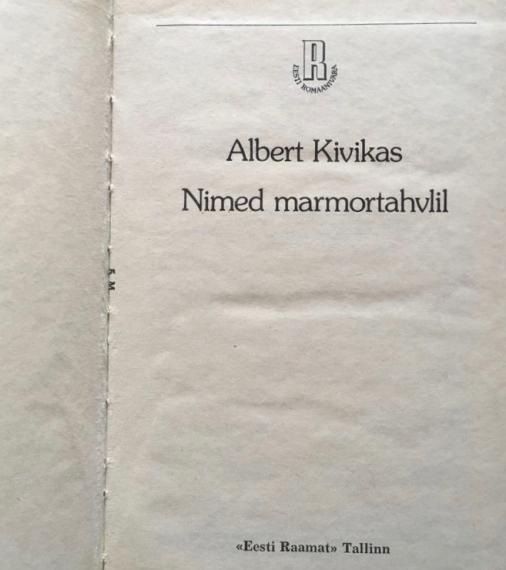 R
EESTI ROMAANIVARA
Albert Kivikas
Nimed marmortahvlil
«Eesti Raamat» Tallinn